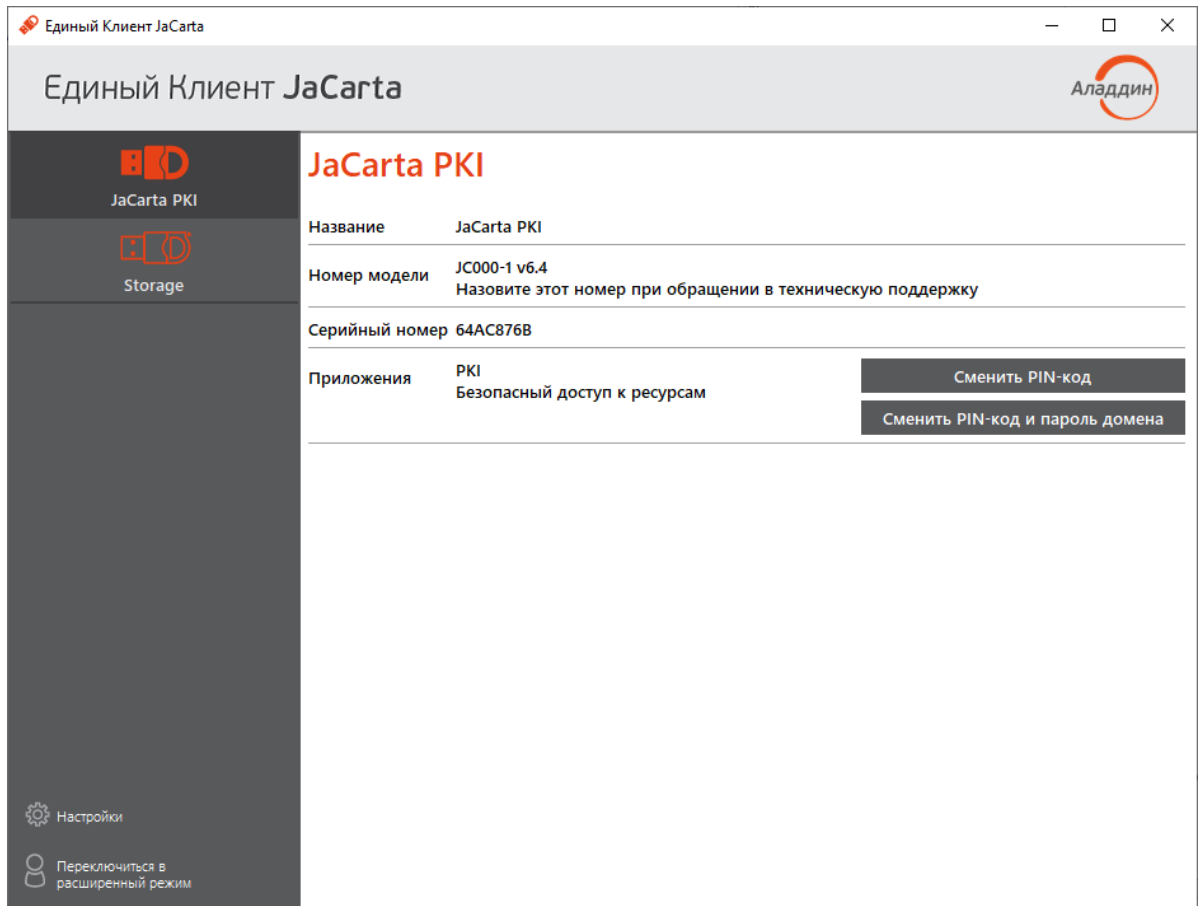 Единый Клиент JaCarta
Единый Клиент JaCarta
Аладдин
JaCarta PKI
Storage
Настройки
Переключиться в
расширенный режим
JaCarta PKI
Название JaCarta PKI
Номер модели JC000-1 v6.4
Назовите этот номер при обращении в техническую поддержку
Серийный номер 64AC876B
Приложения PKI
Безопасный доступ к ресурсам
Сменить PIN-код
Сменить PIN-код и пароль домена